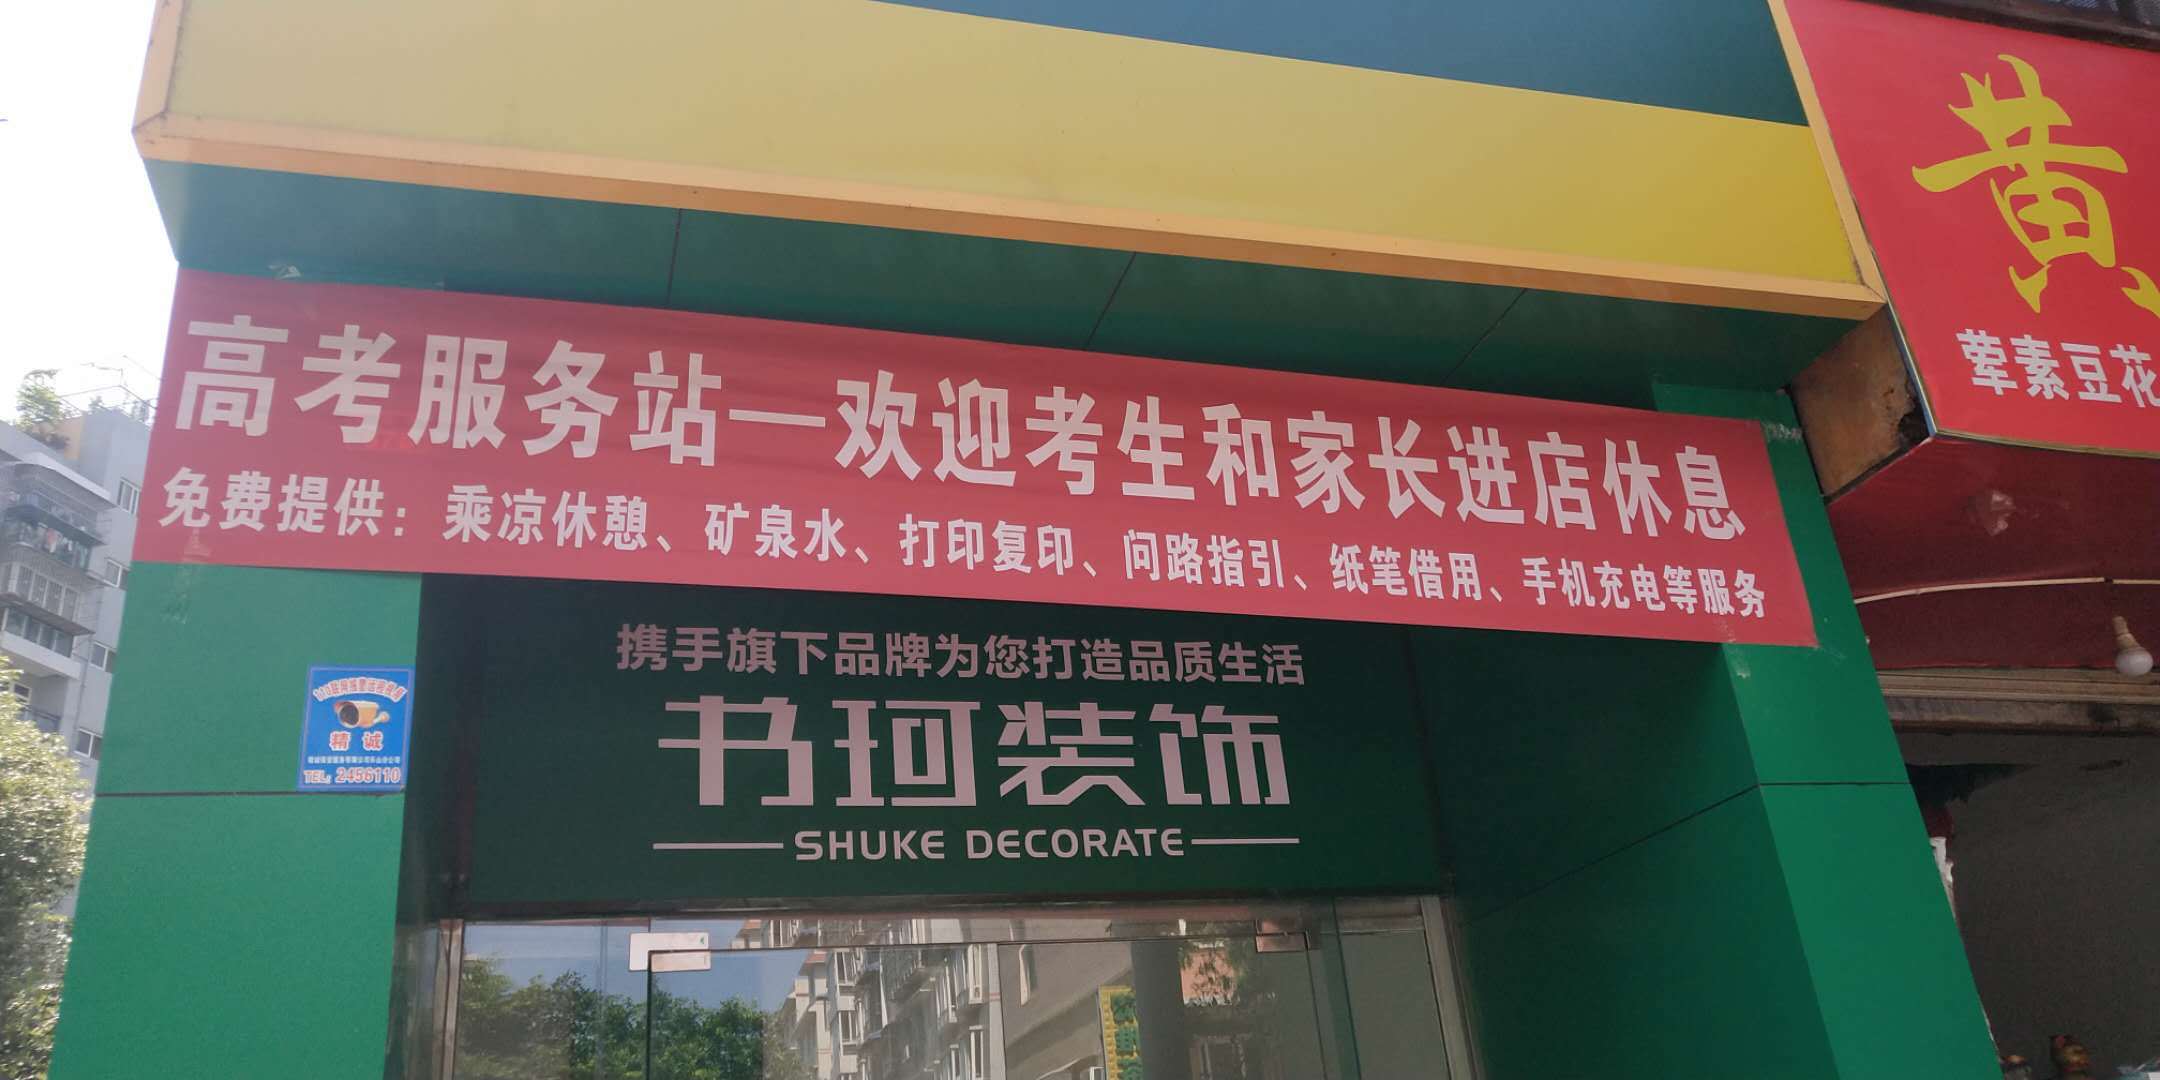 高考服务站—欢迎考生和家长进店休息
免费提供：乘凉休憩、矿泉水、打印复印、问路指引、纸笔借用、手机充电等服务
携手旗下品牌为您打造品质生活
书珂装饰
SHUKE DECORATE
精 诚
TEL: 2456110
黄
荤素豆花